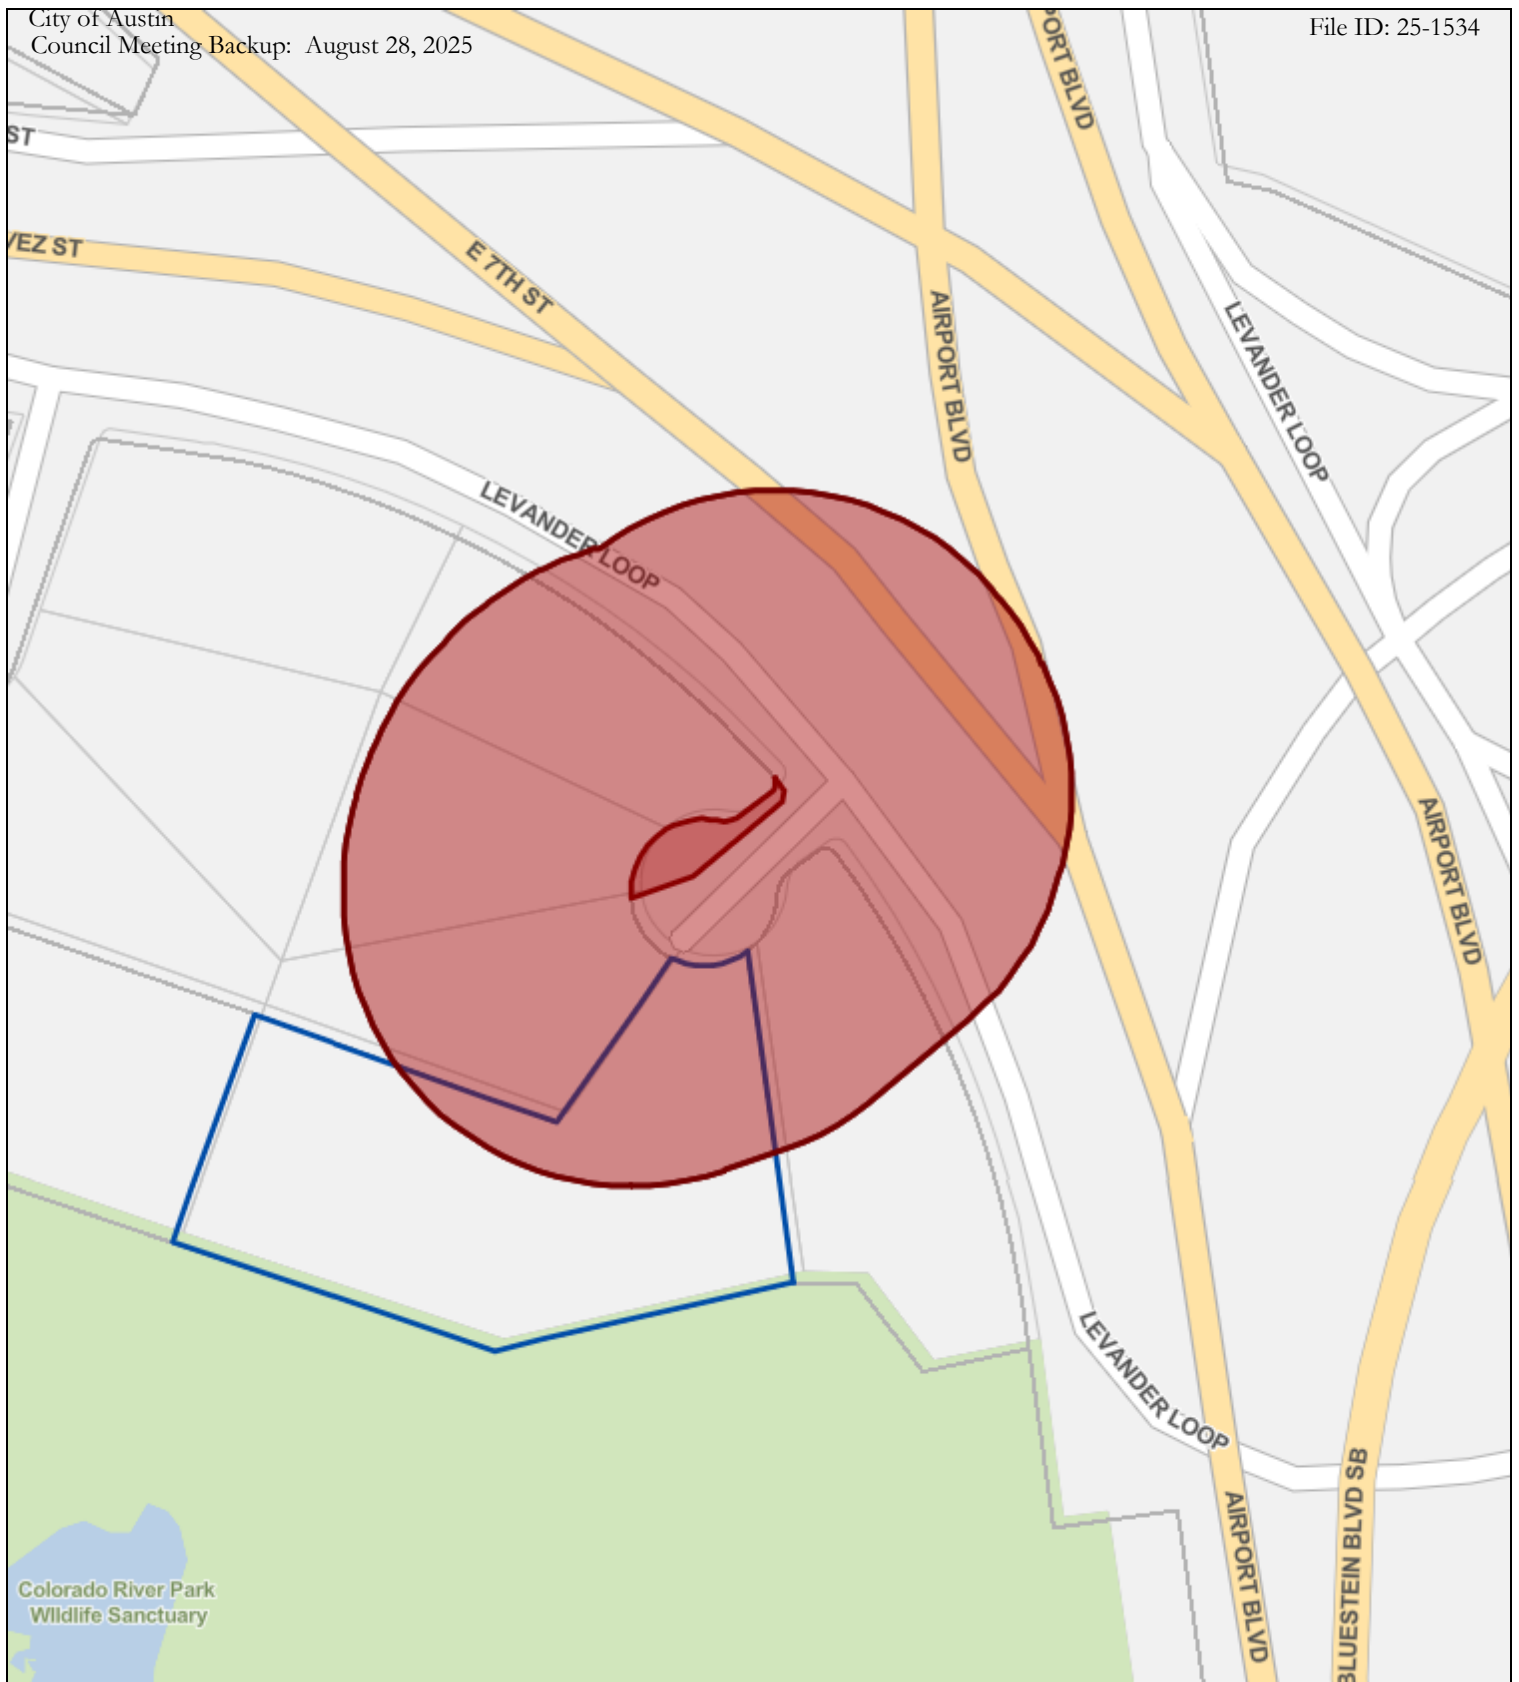 City of Austin
Council Meeting Backup: August 28, 2025
File ID: 25-1534
PORT BLVD
ST
VEZ ST
E 7TH ST
AIRPORT BLVD
LEVANDER LOOP
LEVANDER LOOP
AIRPORT BLVD
LEVANDER LOOP
BLUESTEIN BLVD SB
AIRPORT BLVD
Colorado River Park
WIldlife Sanctuary